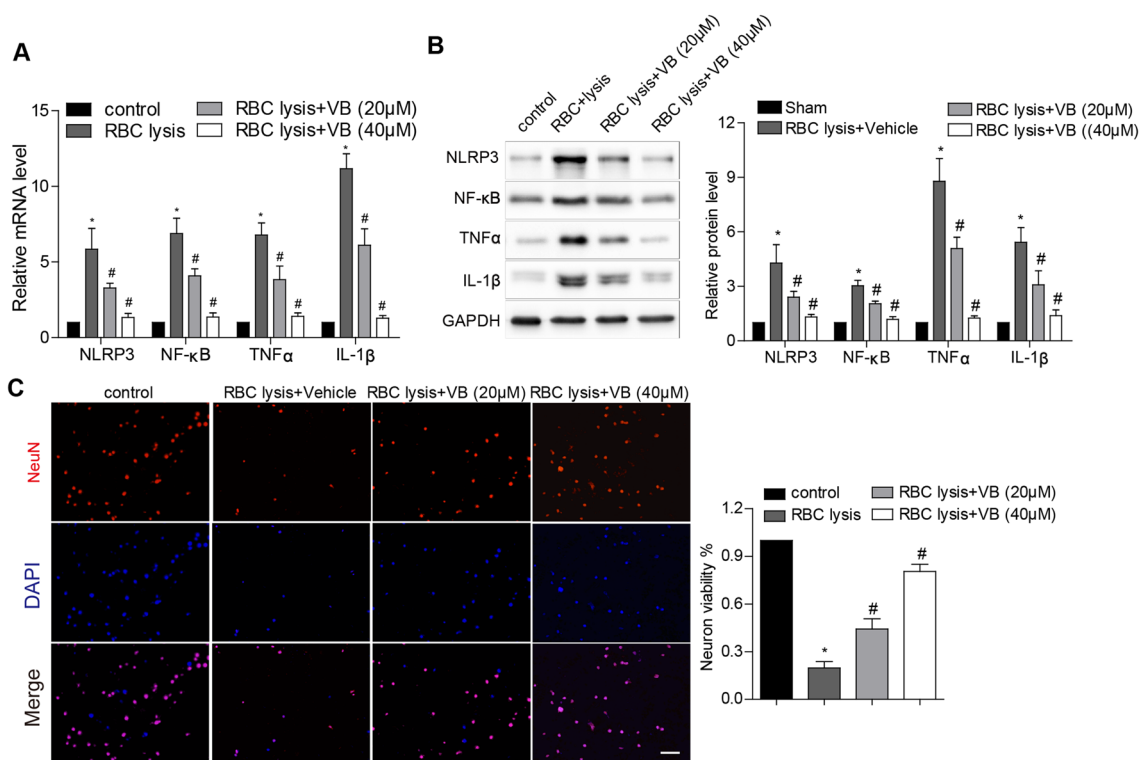 A
control
RBC lysis
RBC lysis+VB (20μM)
RBC lysis+VB (40μM)
Relative mRNA level
15
10
5
0
NLRP3
NF-κB
TNFα
IL-1β
*
#
#
*
#
#
*
#
#
*
#
#
B
control
RBC+lysis
RBC lysis+VB (20μM)
RBC lysis+VB (40μM)
NLRP3
NF-κB
TNFα
IL-1β
GAPDH
Sham
RBC lysis+Vehicle
RBC lysis+VB (20μM)
RBC lysis+VB ((40μM)
Relative protein level
12
9
6
3
0
NLRP3
NF-κB
TNFα
IL-1β
*
#
#
*
#
#
*
#
#
*
#
#
C
control
RBC lysis+Vehicle
RBC lysis+VB (20μM)
RBC lysis+VB (40μM)
NeuN
DAPI
Merge
control
RBC lysis
RBC lysis+VB (20μM)
RBC lysis+VB (40μM)
Neuron viability %
1.2
0.9
0.6
0.3
0.0
*
#
#